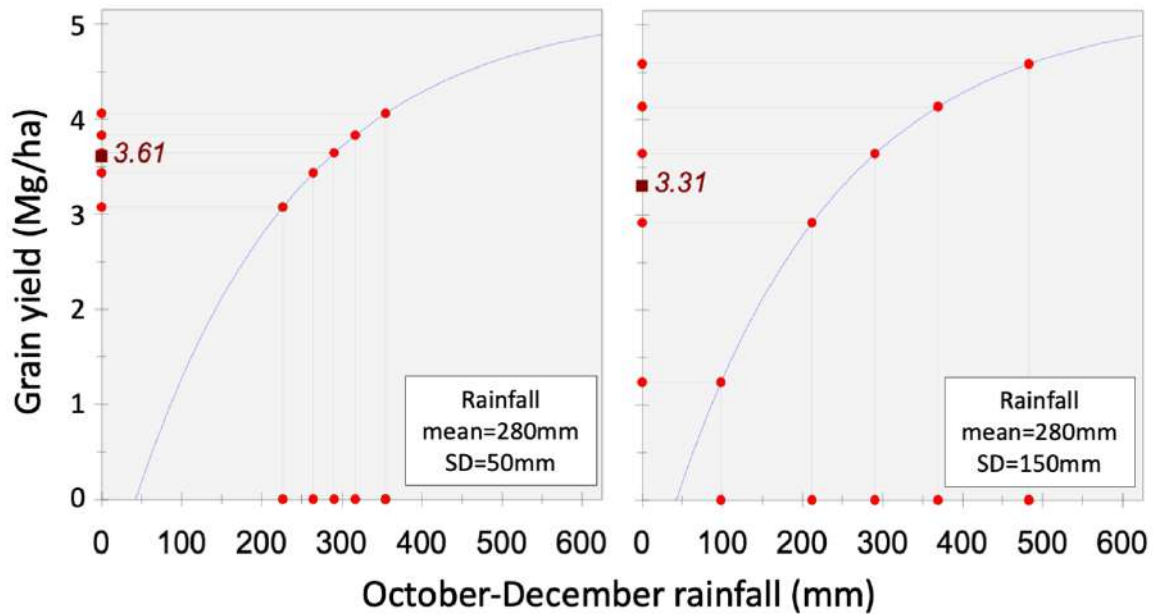 Grain yield (Mg/ha)
5
4
3
2
1
0
3.61
Rainfall
mean=280mm
SD=50mm
0 100 200 300 400 500 600
3.31
Rainfall
mean=280mm
SD=150mm
0 100 200 300 400 500 600
October-December rainfall (mm)